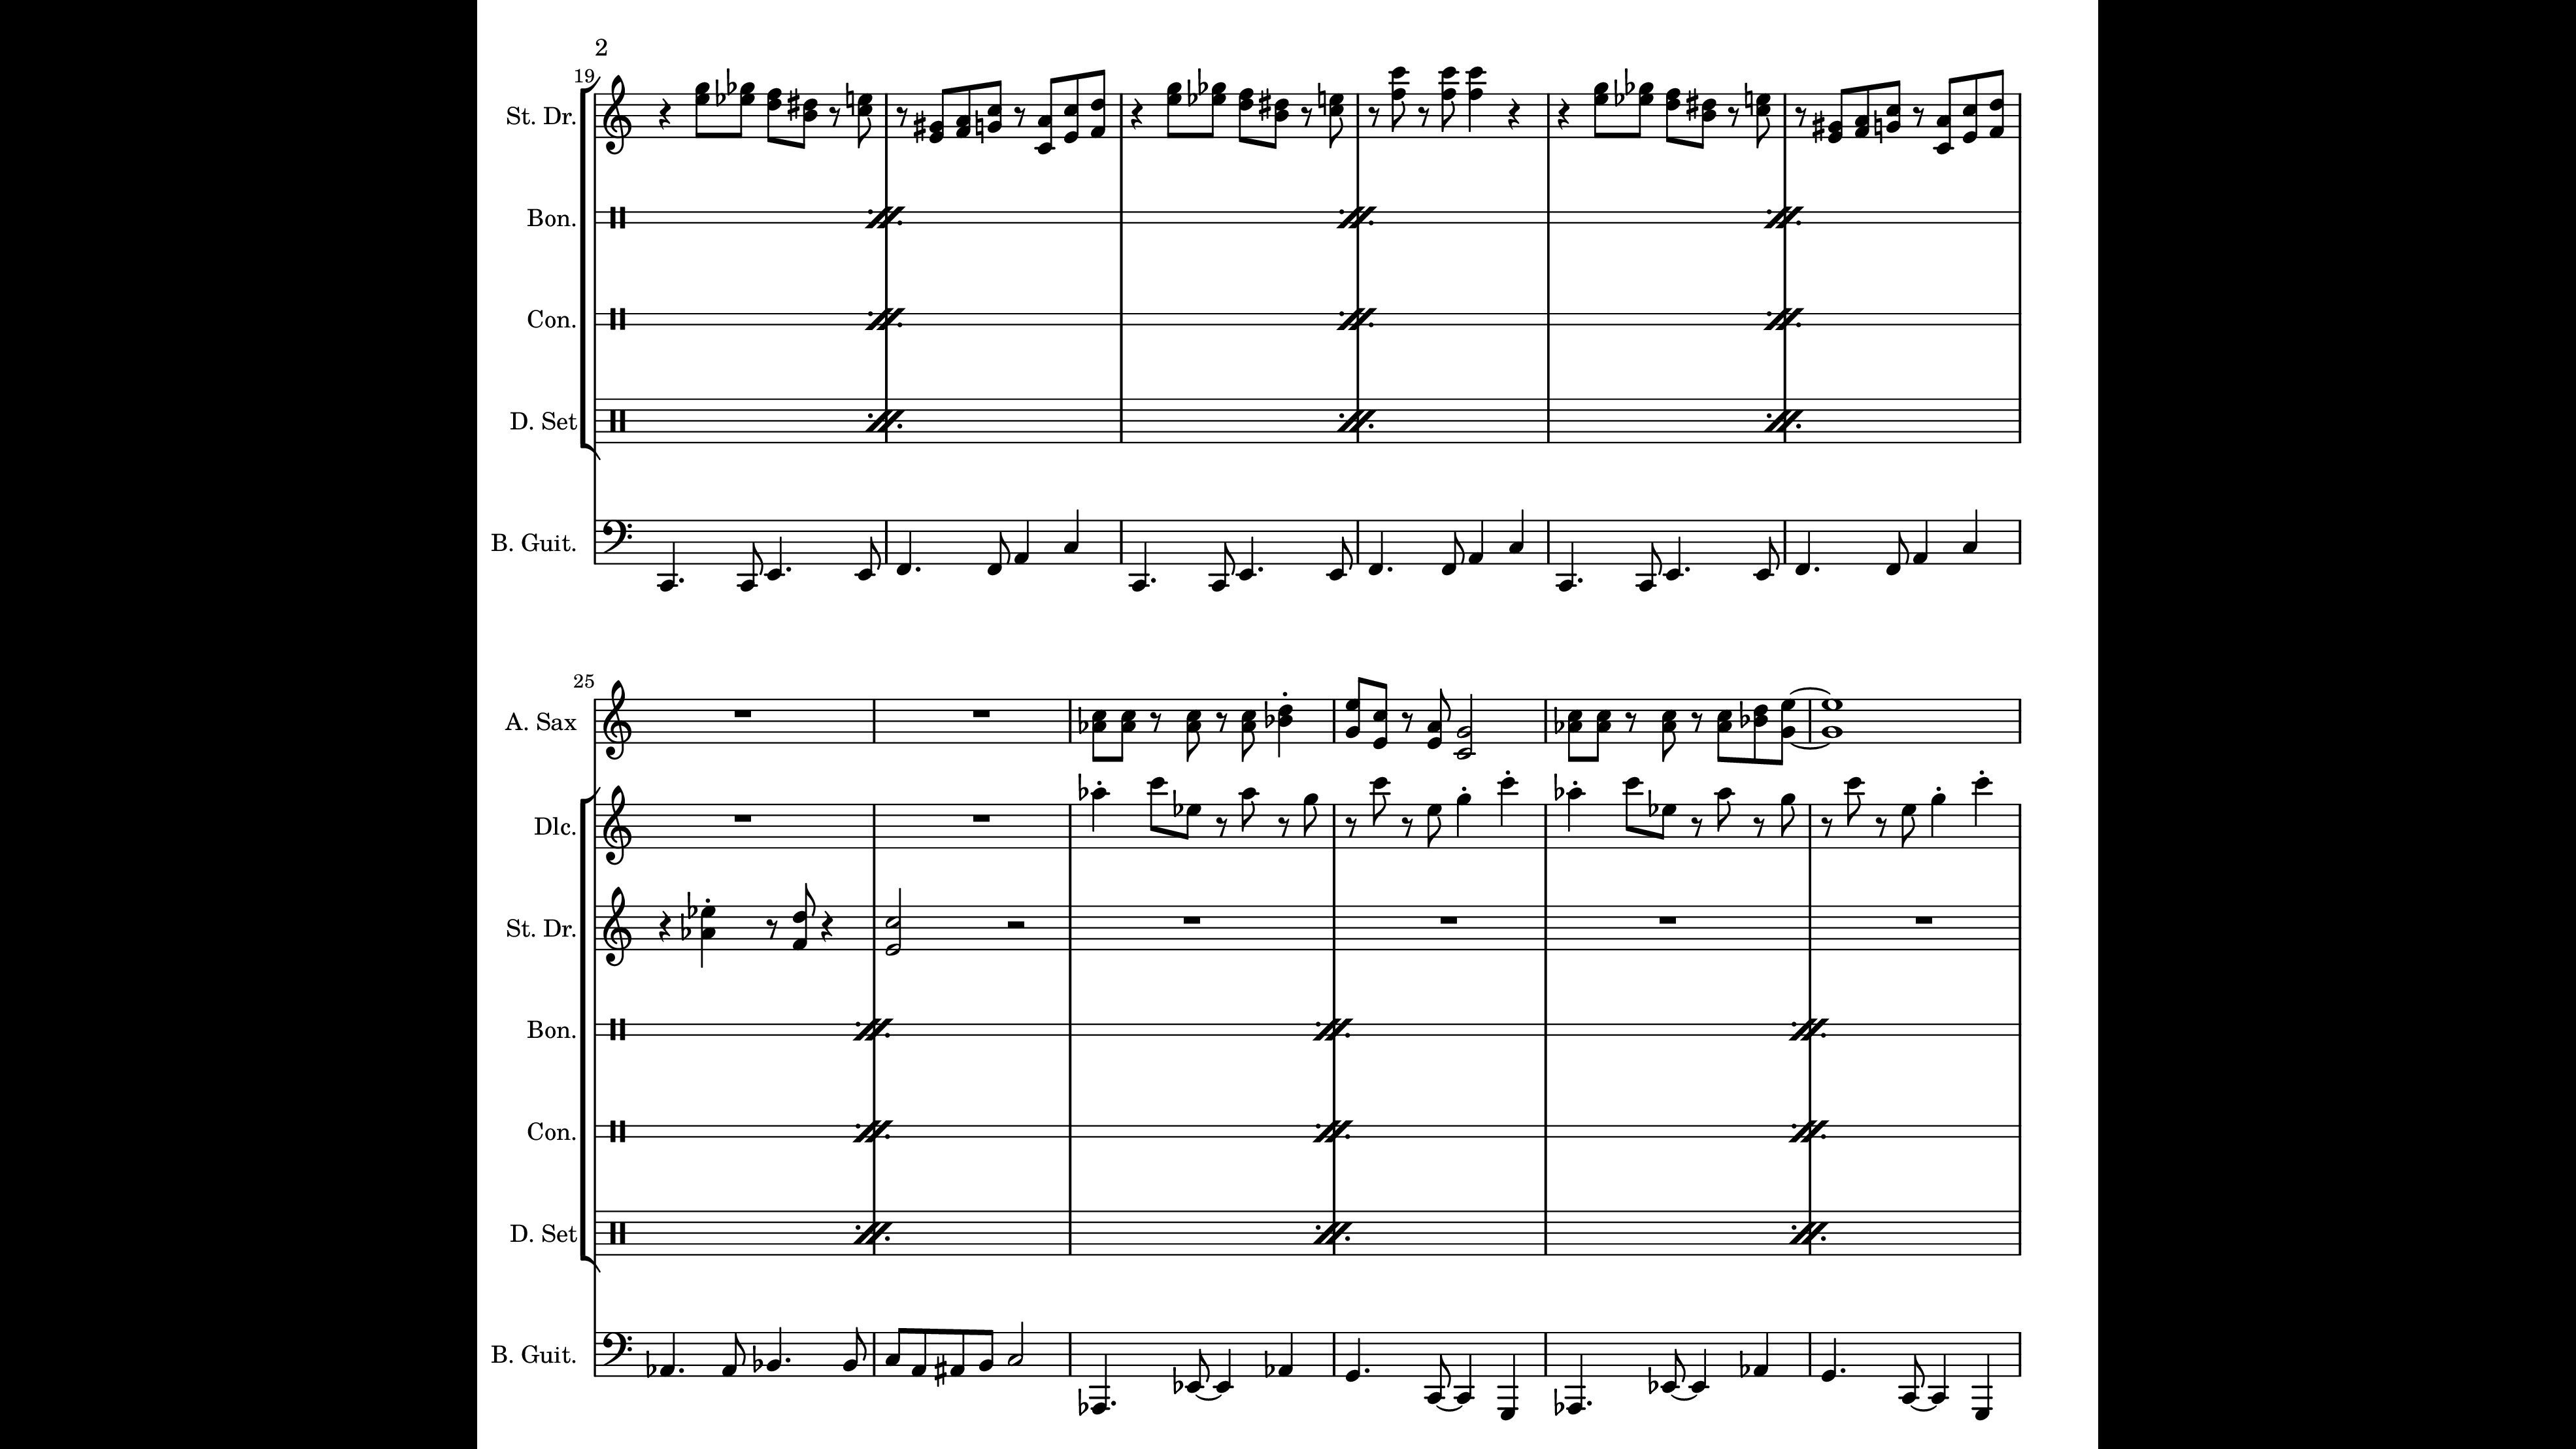 2
19
St. Dr.
Bon.
Con.
D. Set
B. Guit.
25
A. Sax
Dlc.
St. Dr.
Bon.
Con.
D. Set
B. Guit.